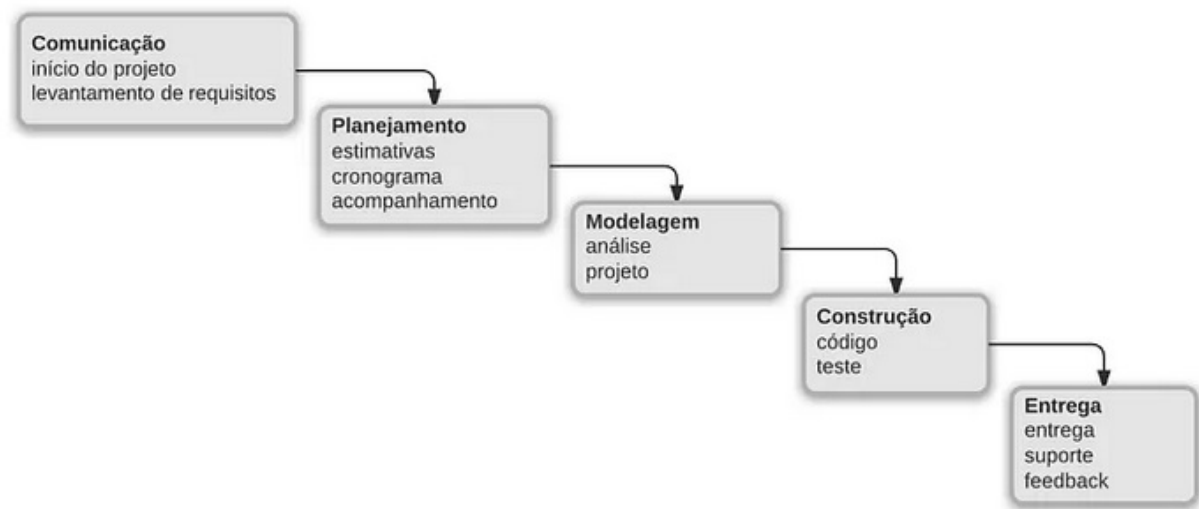 Comunicação
início do projeto
levantamento de requisitos
Planejamento
estimativas
cronograma
acompanhamento
Modelagem
análise
projeto
Construção
código
teste
Entrega
entrega
suporte
feedback